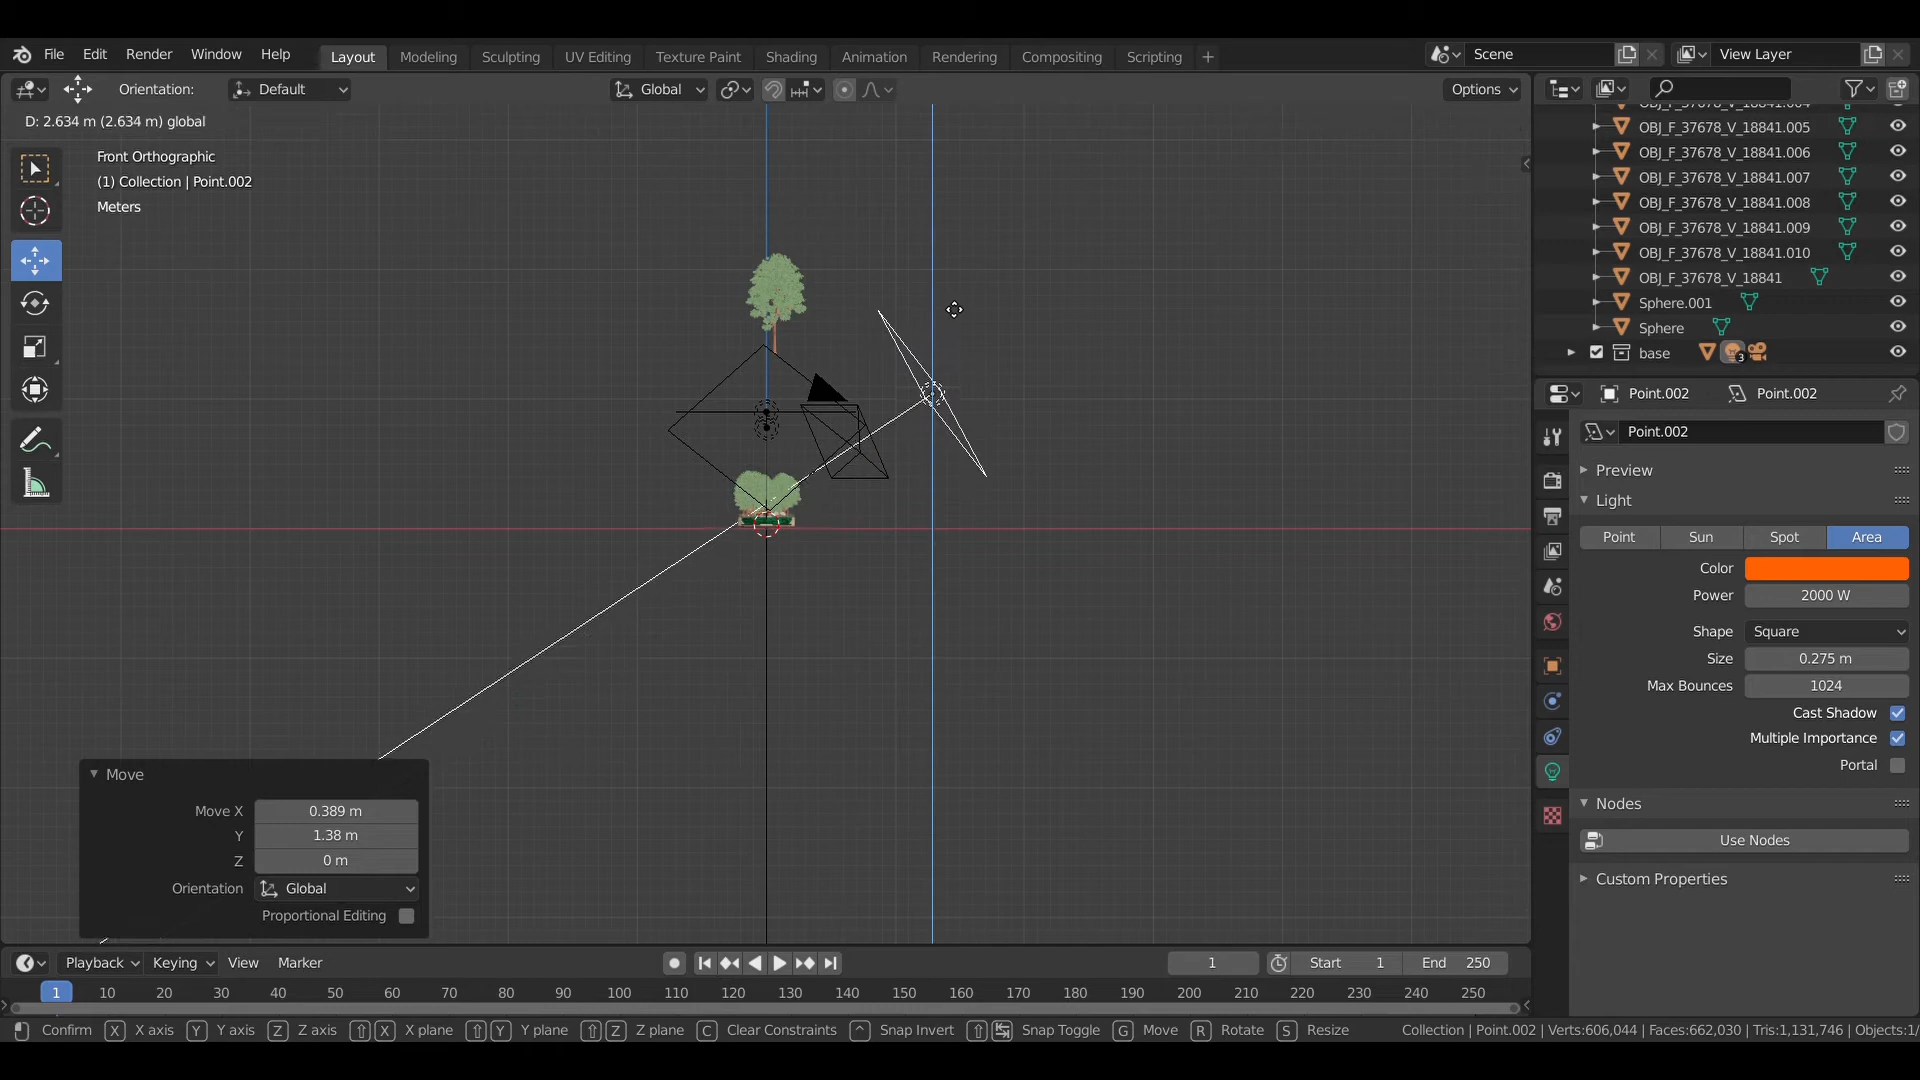 File Edit Render Window Help Layout Modeling Sculpting UV Editing Texture Paint Shading Animation Rendering Compositing Scripting + Scene View Layer
Orientation: Default Global Options
D: 2.634 m (2.634 m) global
Front Orthographic
(1) Collection | Point.002
Meters
OBJ_F_37678_V_18841.004
OBJ_F_37678_V_18841.005
OBJ_F_37678_V_18841.006
OBJ_F_37678_V_18841.007
OBJ_F_37678_V_18841.008
OBJ_F_37678_V_18841.009
OBJ_F_37678_V_18841.010
OBJ_F_37678_V_18841
Sphere.001
Sphere
base 3
Point.002 Point.002
Point.002
Preview
Light
Point Sun Spot Area
Color
Power 2000 W
Shape Square
Size 0.275 m
Max Bounces 1024
Cast Shadow
Multiple Importance
Portal
Nodes
Use Nodes
Custom Properties
Move
Move X 0.389 m
Y 1.38 m
Z 0 m
Orientation Global
Proportional Editing
Playback Keying View Marker 1 Start 1 End 250
1 10 20 30 40 50 60 70 80 90 100 110 120 130 140 150 160 170 180 190 200 210 220 230 240 250
Confirm X X axis Y Y axis Z Z axis X X plane Y Y plane Z Z plane C Clear Constraints Snap Invert Snap Toggle G Move R Rotate S Resize Collection | Point.002 | Verts:606,044 | Faces:662,030 | Tris:1,131,746 | Objects:1/